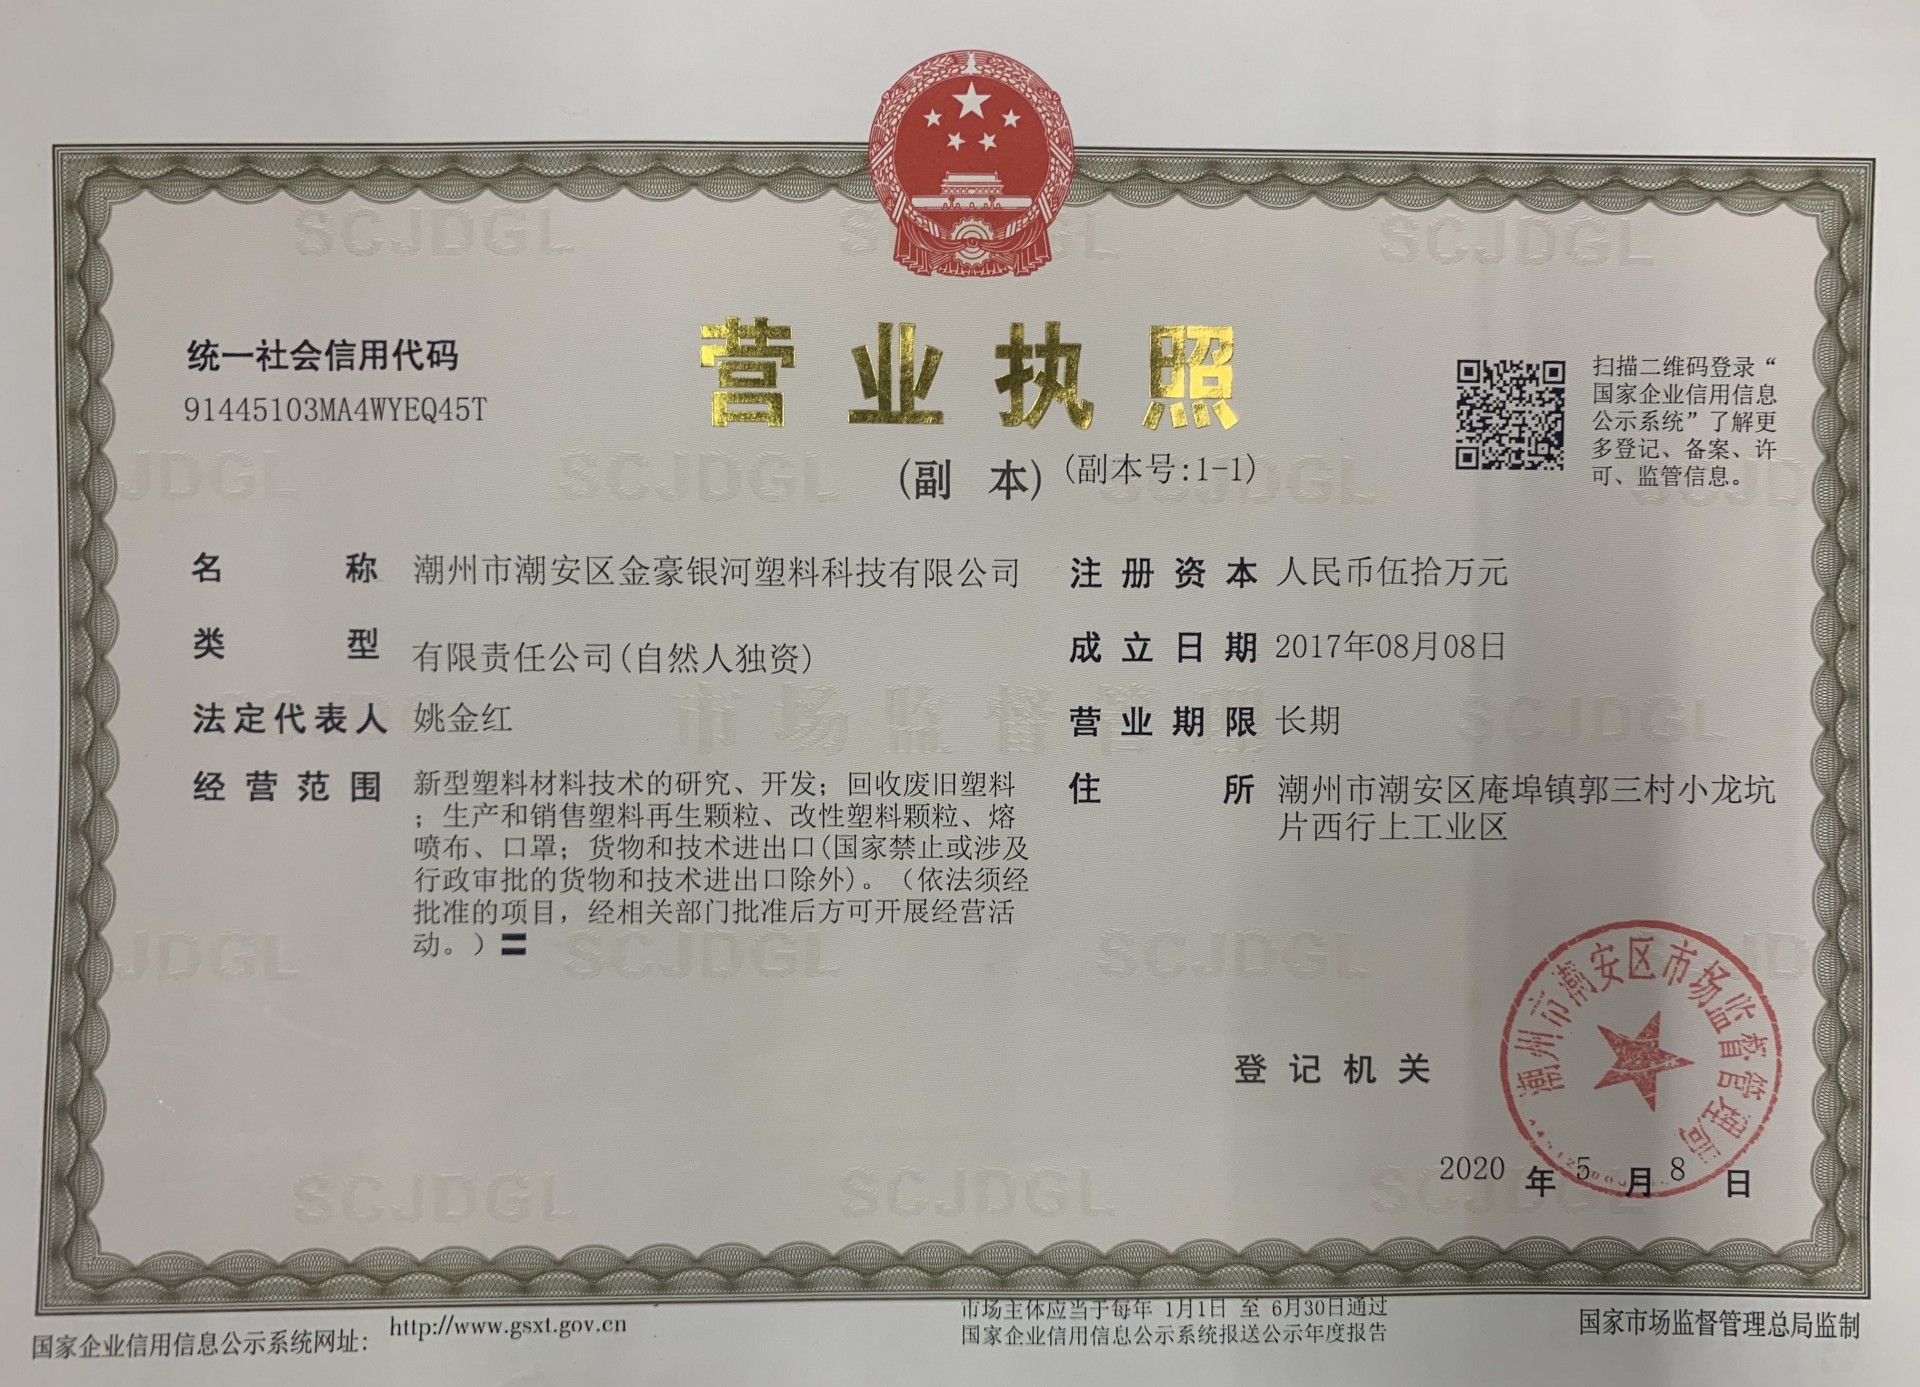 统一社会信用代码
91445103MA4WYEQ45T
营业执照
(副 本) (副本号:1-1)
扫描二维码登录“
国家企业信用信息
公示系统”了解更
多登记、备案、许
可、监管信息。
名称 潮州市潮安区金豪银河塑料科技有限公司
类型 有限责任公司(自然人独资)
法定代表人 姚金红
经营范围 新型塑料材料技术的研究、开发；回收废旧塑料
；生产和销售塑料再生颗粒、改性塑料颗粒、熔
喷布、口罩；货物和技术进出口(国家禁止或涉及
行政审批的货物和技术进出口除外)。（依法须经
批准的项目，经相关部门批准后方可开展经营活
动。）
注册资本 人民币伍拾万元
成立日期 2017年08月08日
营业期限 长期
住所 潮州市潮安区庵埠镇郭三村小龙坑
片西行上工业区
登记机关
潮州市潮安区市场监督管理局
2020 年 5 月 8 日
国家企业信用信息公示系统网址：http://www.gsxt.gov.cn
市场主体应当于每年 1月1日 至 6月30日通过
国家企业信用信息公示系统报送公示年度报告
国家市场监督管理总局监制
SCJDGL
市场监督管理